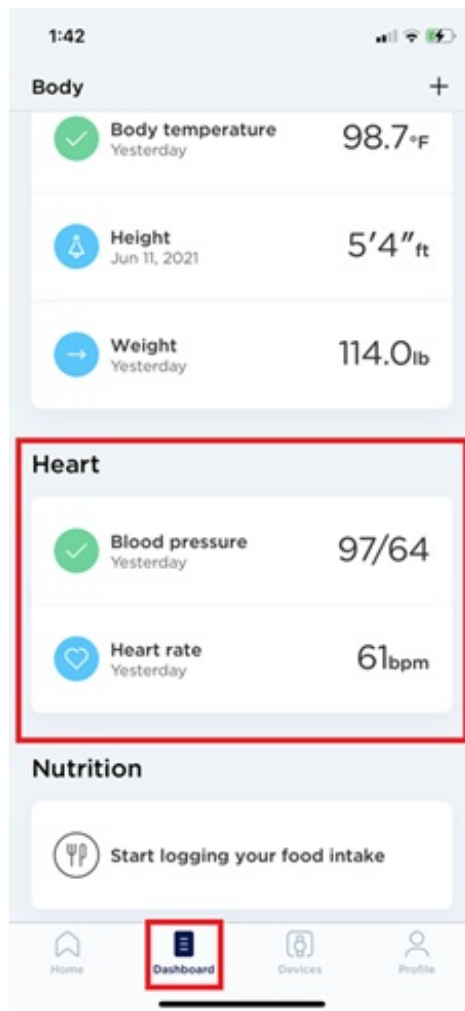 1:42
Body
+
Body temperature
Yesterday
98.7°F
Height
Jun 11, 2021
5′4″ft
Weight
Yesterday
114.0lb
Heart
Blood pressure
Yesterday
97/64
Heart rate
Yesterday
61bpm
Nutrition
Start logging your food intake
Home Dashboard Devices Profile